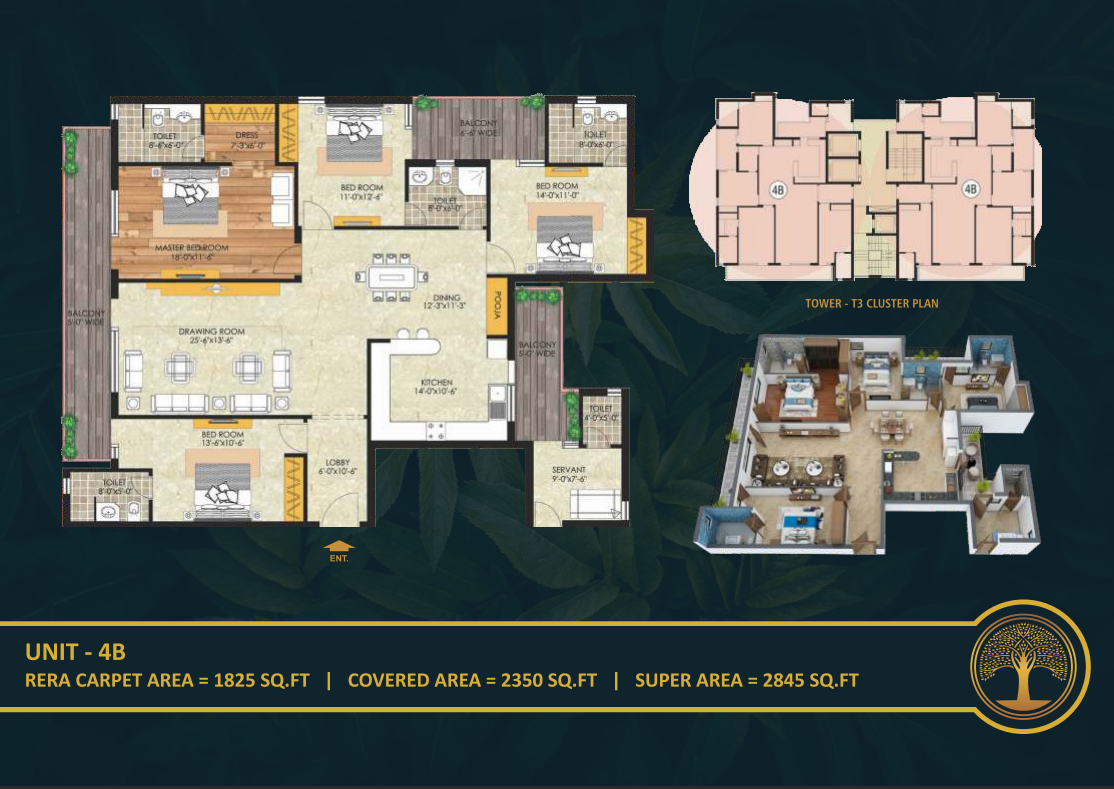 TOILET
8'-6"x6'-0"
DRESS
7'-3"x6'-0"
BED ROOM
11'-0"x12'-6"
BALCONY
6'-6" WIDE
TOILET
8'-0"x6'-0"
TOILET
8'-0"x6'-0"
BED ROOM
14'-0"x11'-0"
MASTER BED ROOM
18'-0"x11'-6"
BALCONY
5'-0" WIDE
DRAWING ROOM
25'-6"x13'-6"
DINING
12'-3"x11'-3"
POOJA
BALCONY
5'-0" WIDE
KITCHEN
14'-0"x10'-6"
TOILET
4'-0"x5'-0"
BED ROOM
13'-6"x10'-6"
LOBBY
6'-0"x10'-6"
SERVANT
9'-0"x7'-6"
TOILET
8'-0"x5'-0"
ENT.
4B
4B
TOWER - T3 CLUSTER PLAN
UNIT - 4B
RERA CARPET AREA = 1825 SQ.FT | COVERED AREA = 2350 SQ.FT | SUPER AREA = 2845 SQ.FT